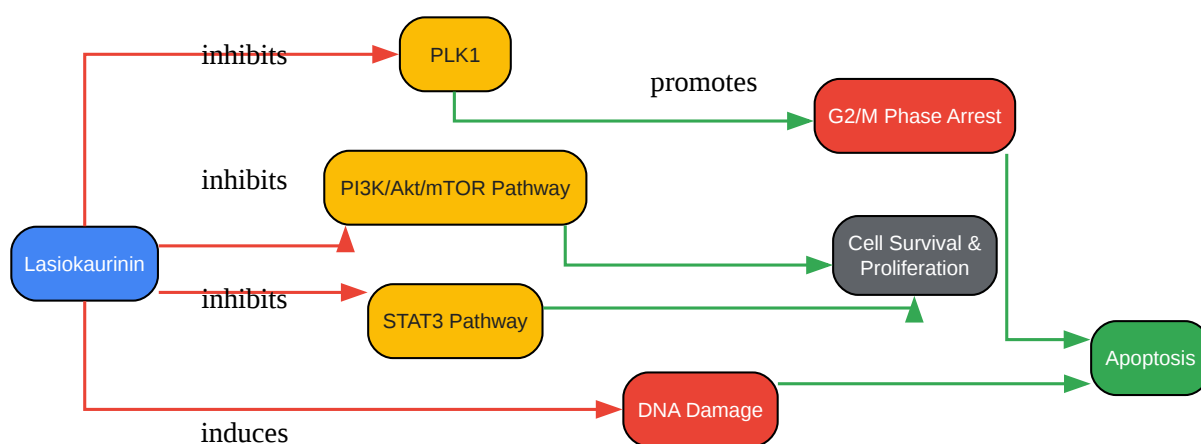 inhibits
PLK1
promotes
G2/M Phase Arrest
inhibits
PI3K/Akt/mTOR Pathway
Cell Survival &
Proliferation
Lasiokaurinin
inhibits
STAT3 Pathway
Apoptosis
DNA Damage
induces